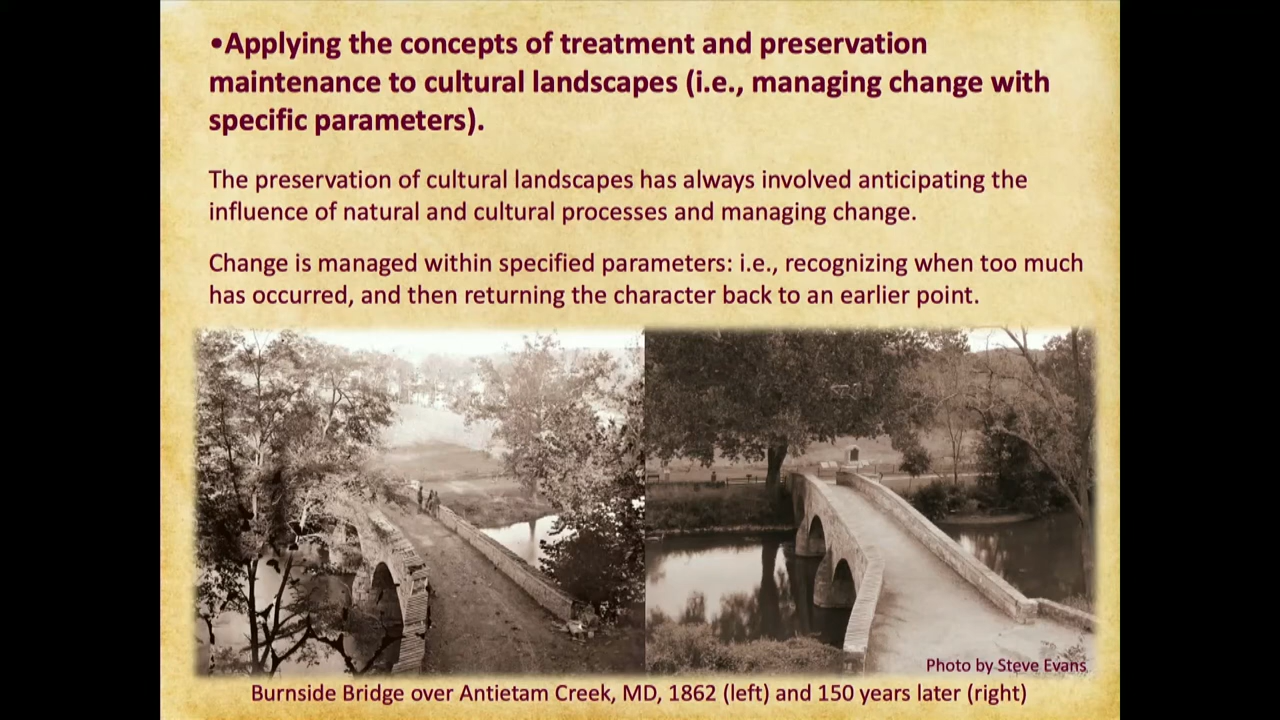 •Applying the concepts of treatment and preservation
maintenance to cultural landscapes (i.e., managing change with
specific parameters).
The preservation of cultural landscapes has always involved anticipating the
influence of natural and cultural processes and managing change.
Change is managed within specified parameters: i.e., recognizing when too much
has occurred, and then returning the character back to an earlier point.
Photo by Steve Evans
Burnside Bridge over Antietam Creek, MD, 1862 (left) and 150 years later (right)